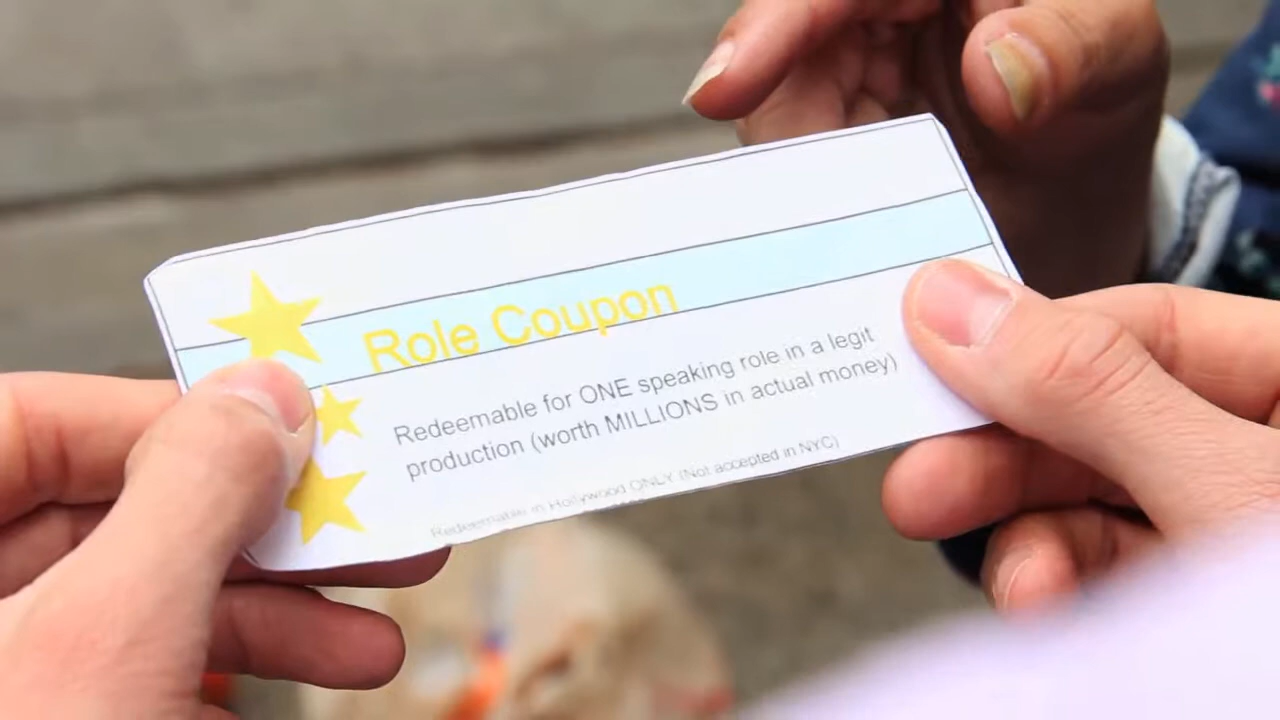 Role Coupon
Redeemable for ONE speaking role in a legit
production (worth MILLIONS in actual money)
Redeemable in Hollywood ONLY (Not accepted in NYC)